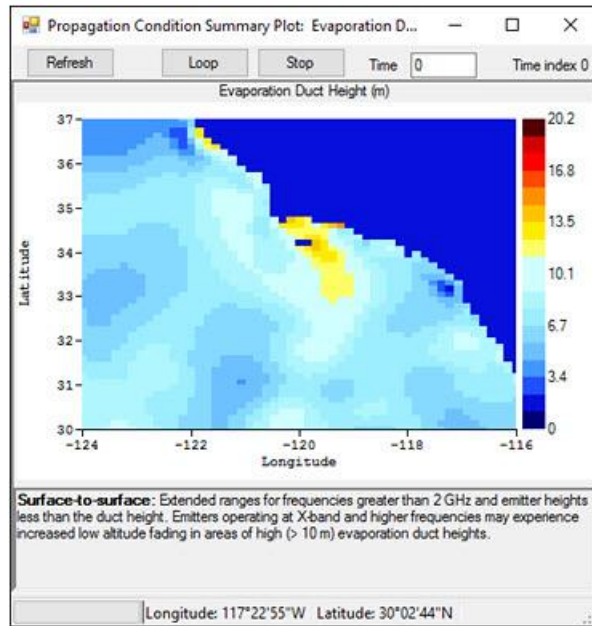 Propagation Condition Summary Plot: Evaporation D...
Refresh Loop Stop Time 0 Time index 0
Evaporation Duct Height (m)
37
36
35
34
33
32
31
30
Latitude
-124 -122 -120 -118 -116
Longitude
20.2
16.8
13.5
10.1
6.7
3.4
0
Surface-to-surface: Extended ranges for frequencies greater than 2 GHz and emitter heights
less than the duct height. Emitters operating at X-band and higher frequencies may experience
increased low altitude fading in areas of high (> 10 m) evaporation duct heights.
Longitude: 117°22'55"W Latitude: 30°02'44"N